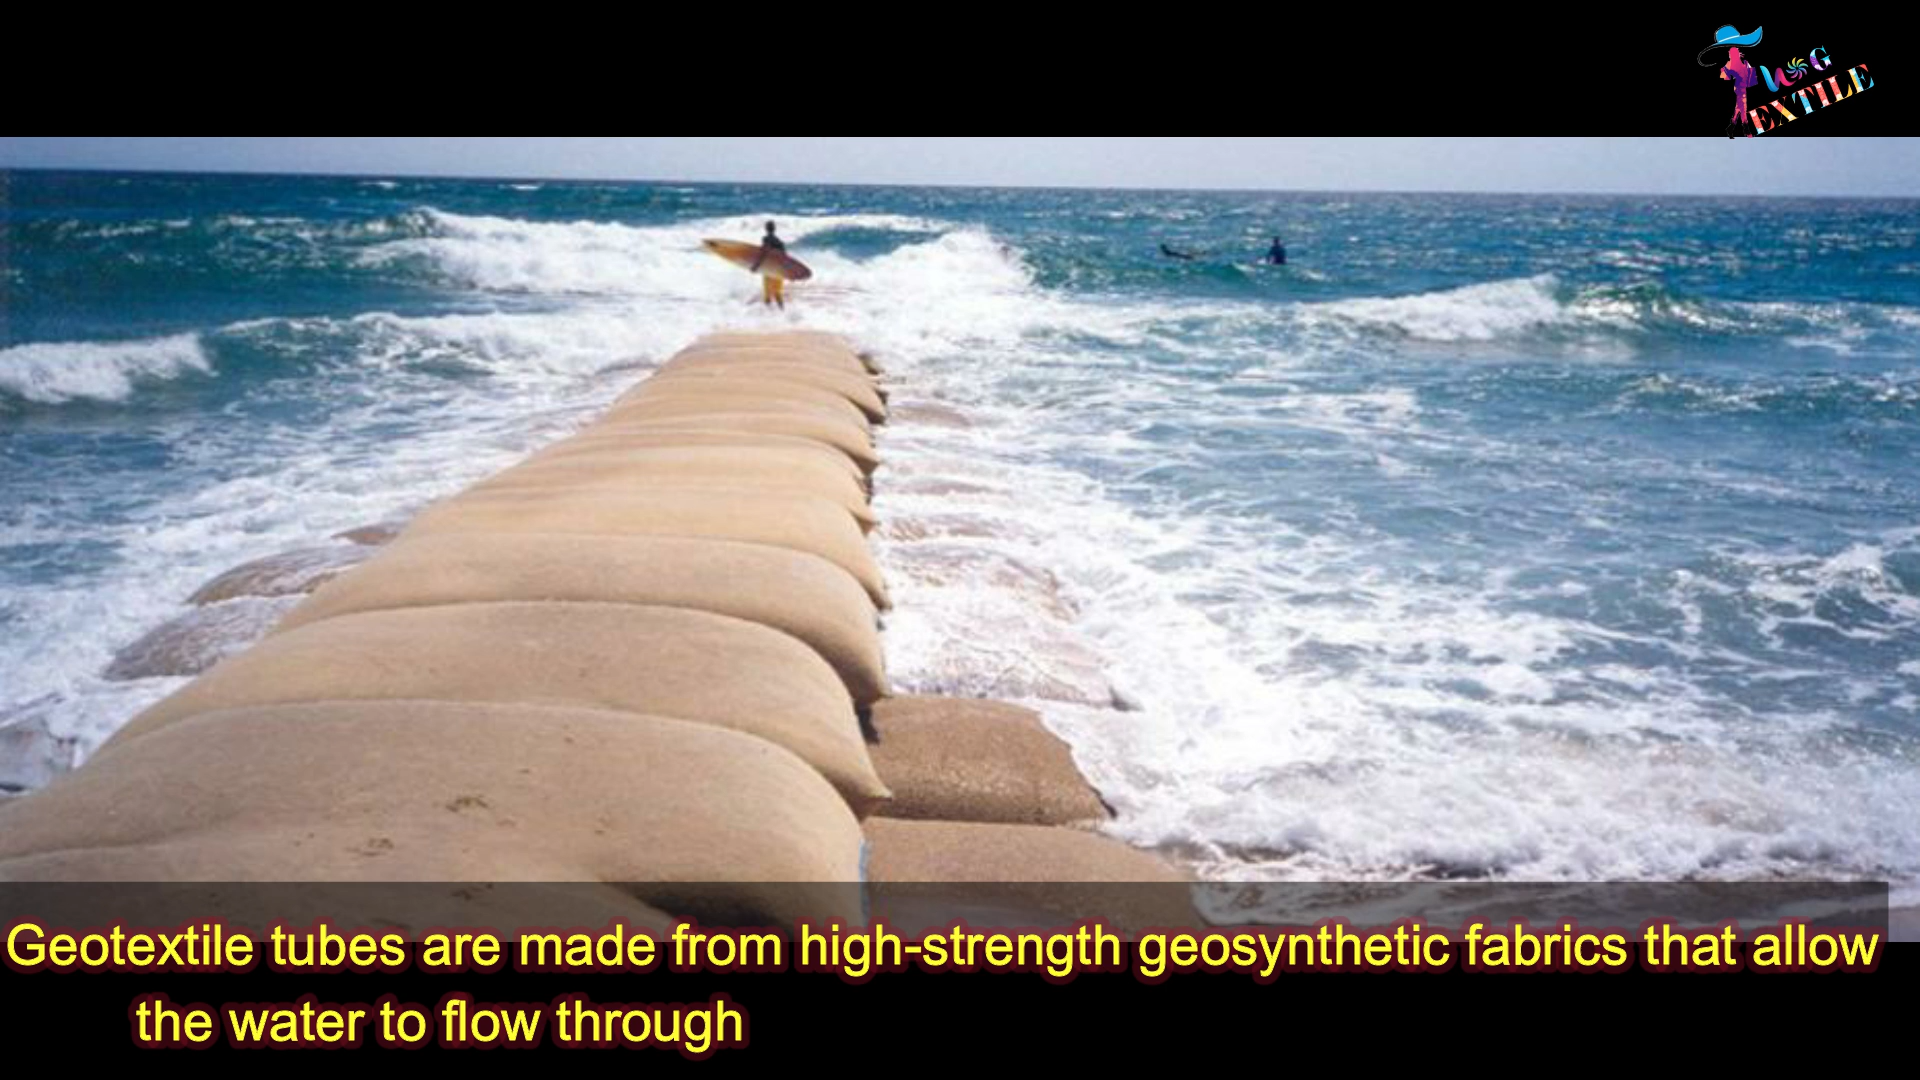 Geotextile tubes are made from high-strength geosynthetic fabrics that allow
the water to flow through